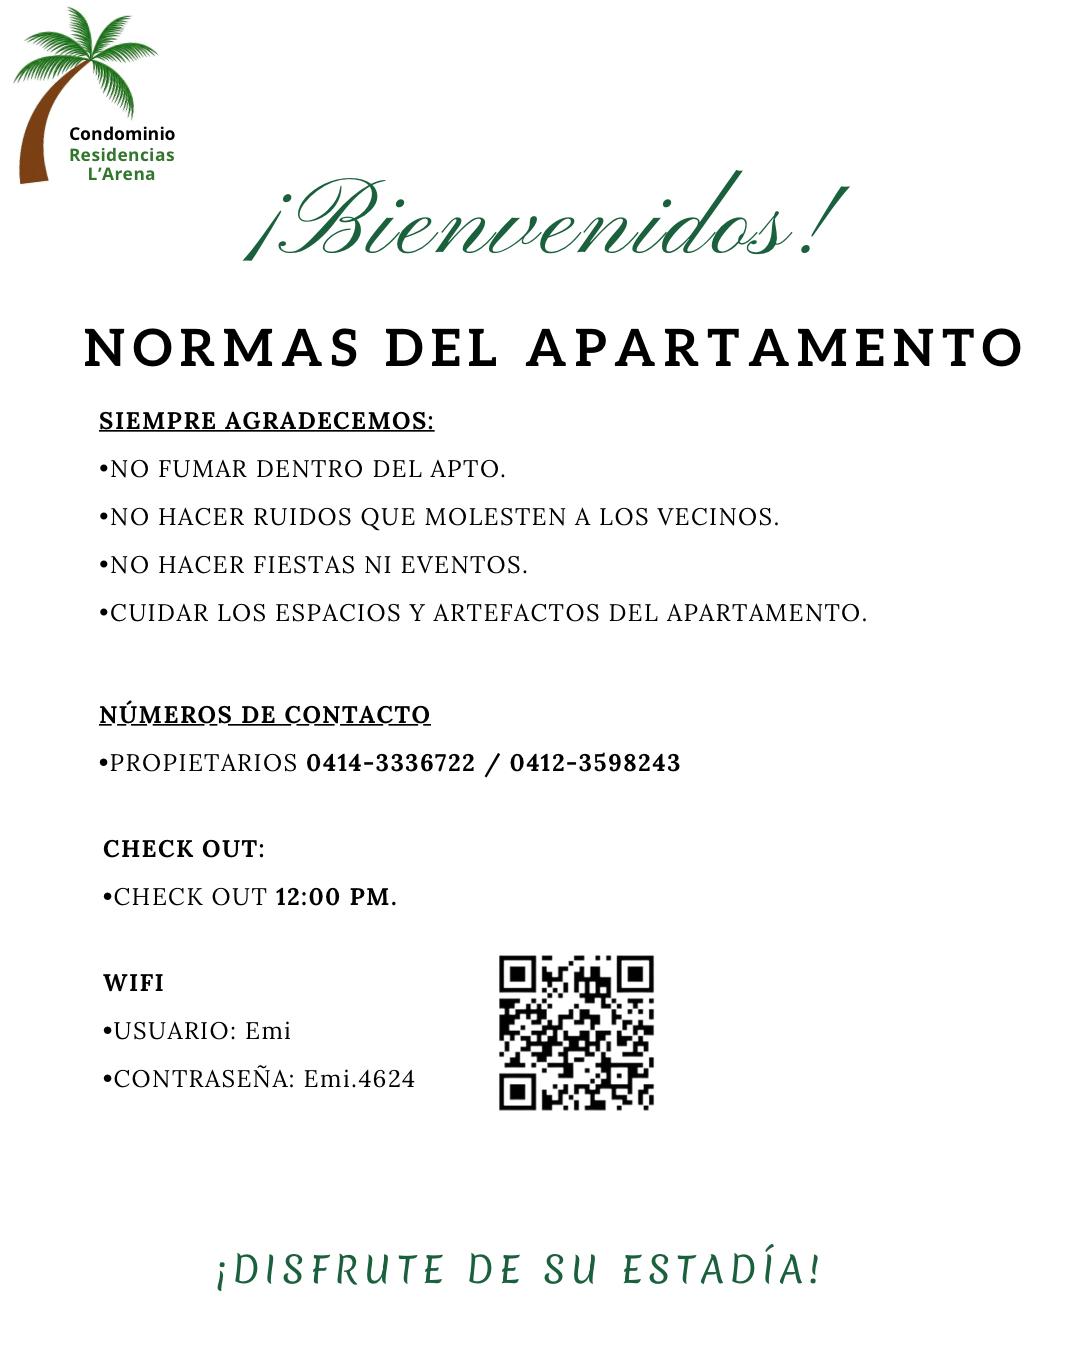 Condominio
Residencias
L'Arena
¡Bienvenidos!
NORMAS DEL APARTAMENTO
SIEMPRE AGRADECEMOS:
•NO FUMAR DENTRO DEL APTO.
•NO HACER RUIDOS QUE MOLESTEN A LOS VECINOS.
•NO HACER FIESTAS NI EVENTOS.
•CUIDAR LOS ESPACIOS Y ARTEFACTOS DEL APARTAMENTO.
NÚMEROS DE CONTACTO
•PROPIETARIOS 0414-3336722 / 0412-3598243
CHECK OUT:
•CHECK OUT 12:00 PM.
WIFI
•USUARIO: Emi
•CONTRASEÑA: Emi.4624
¡DISFRUTE DE SU ESTADÍA!